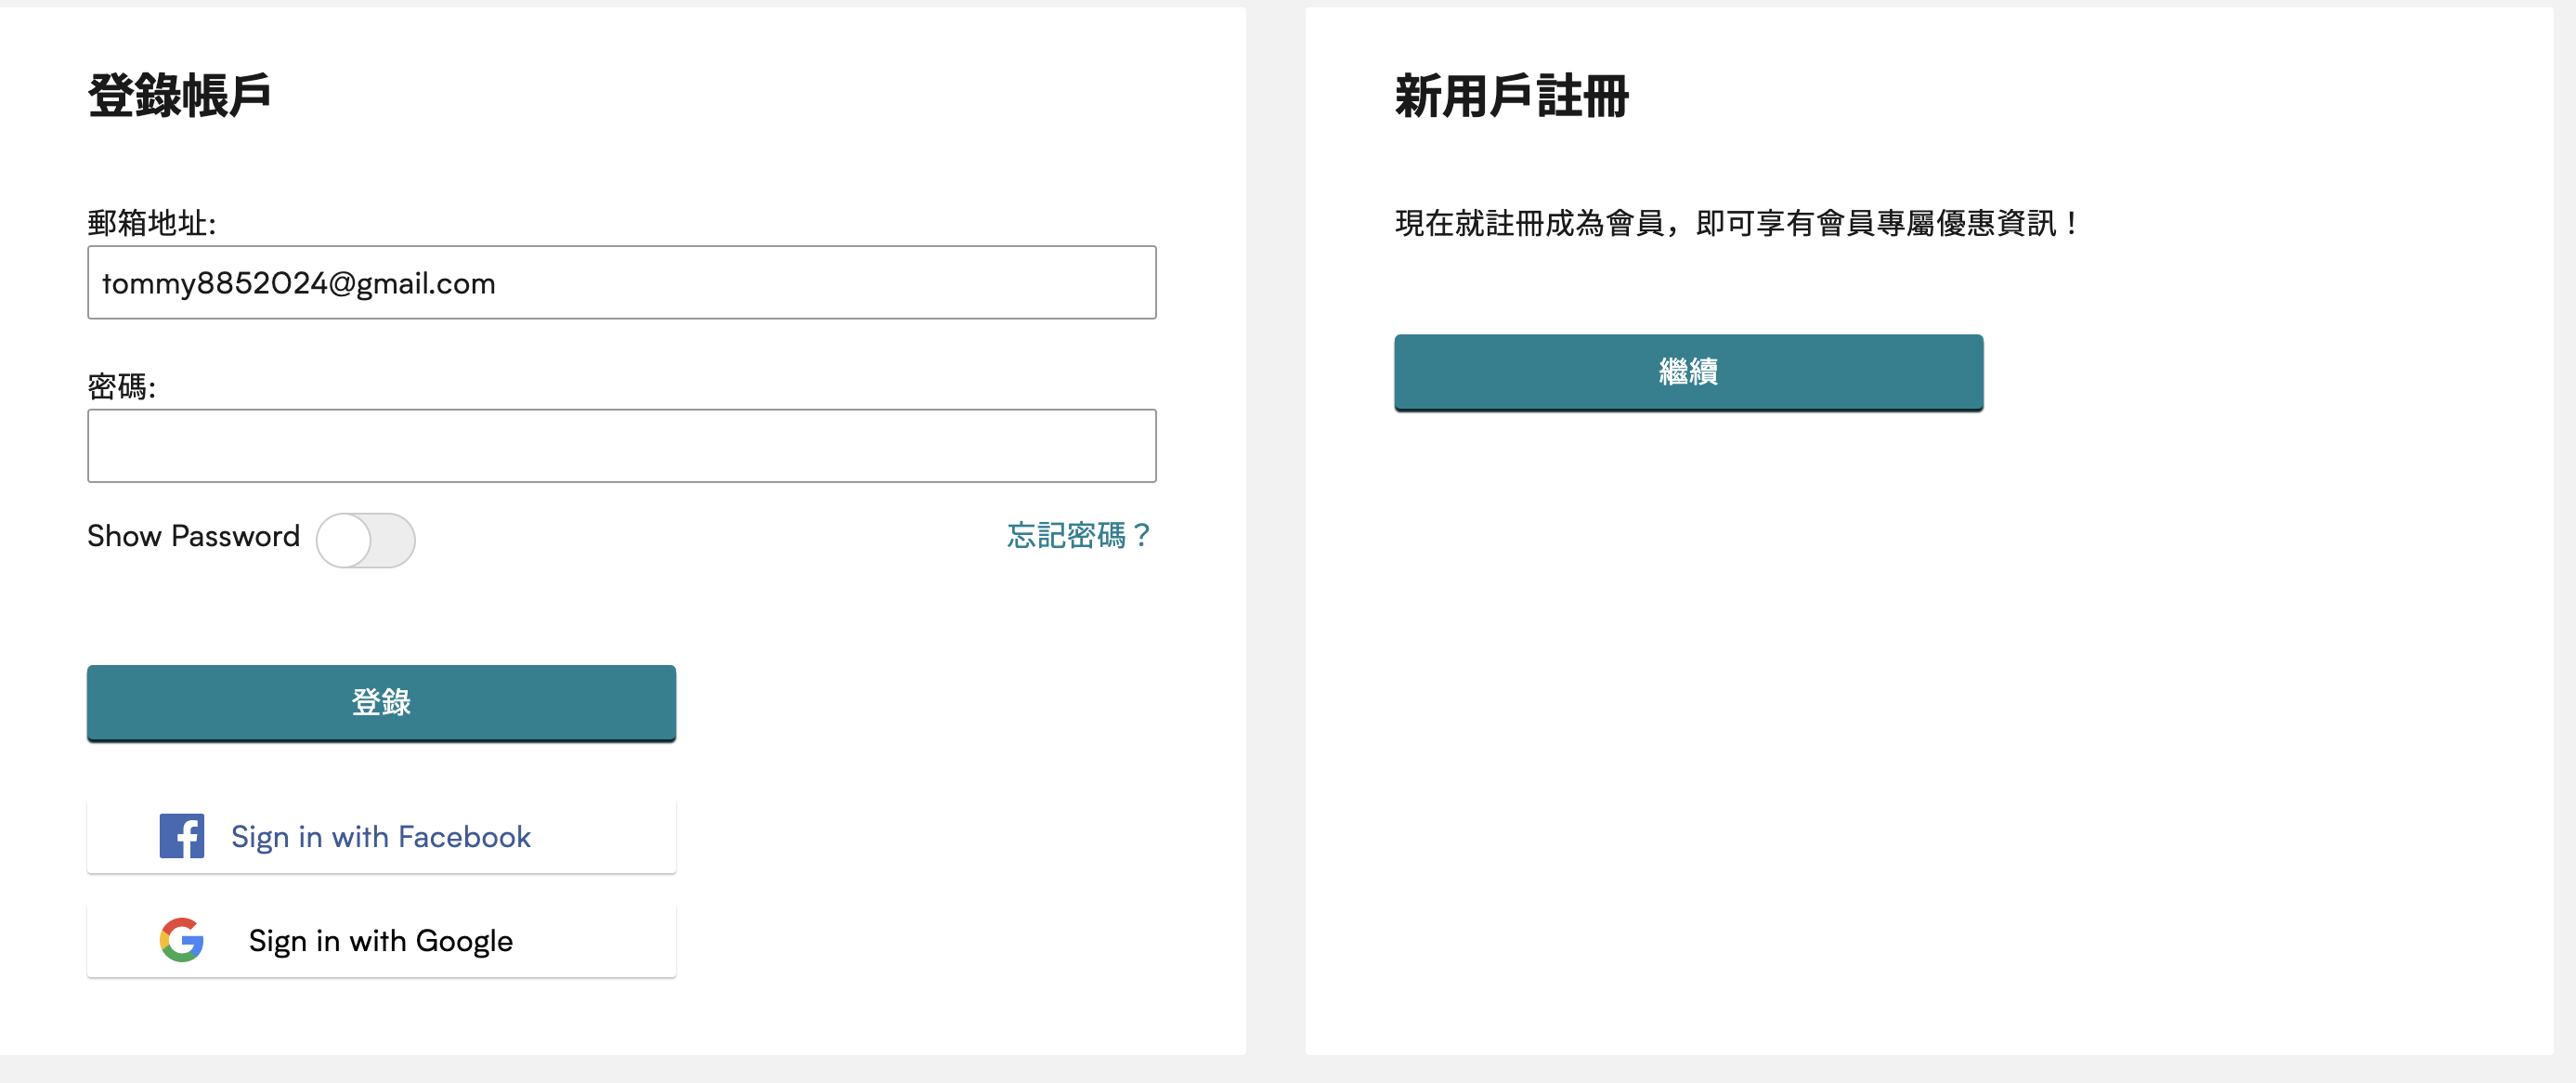 登錄帳戶
郵箱地址:
tommy8852024@gmail.com
密碼:
Show Password
忘記密碼？
登錄
Sign in with Facebook
Sign in with Google
新用戶註冊
現在就註冊成為會員，即可享有會員專屬優惠資訊！
繼續